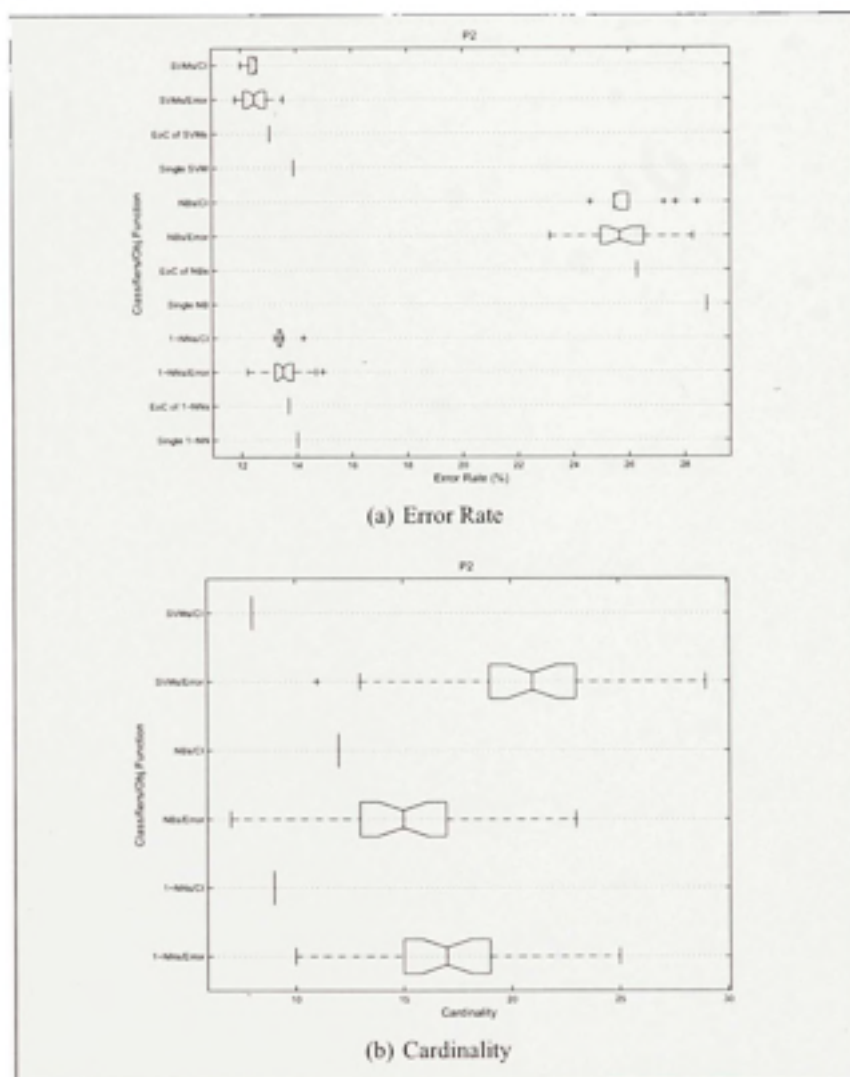 P2
SVMs/CI
SVMs/Error
EoC of SVMs
Single SVM
NBs/CI
NBs/Error
EoC of NBs
Single NB
1-NNs/CI
1-NNs/Error
EoC of 1-NNs
Single 1-NN
Classifiers/Obj.Function
12 14 16 18 20 22 24 26 28
Error Rate (%)
(a) Error Rate
P2
SVMs/CI
SVMs/Error
NBs/CI
NBs/Error
1-NNs/CI
1-NNs/Error
Classifiers/Obj.Function
10 15 20 25 30
Cardinality
(b) Cardinality